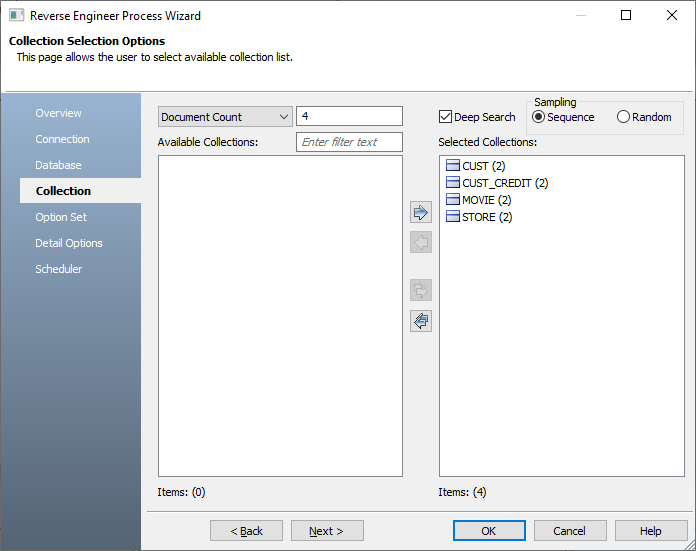 Reverse Engineer Process Wizard
Collection Selection Options
This page allows the user to select available collection list.
Overview
Connection
Database
Collection
Option Set
Detail Options
Scheduler
Document Count
4
Deep Search
Sampling
Sequence
Random
Available Collections:
Enter filter text
Selected Collections:
CUST (2)
CUST_CREDIT (2)
MOVIE (2)
STORE (2)
Items: (0)
Items: (4)
< Back
Next >
OK
Cancel
Help